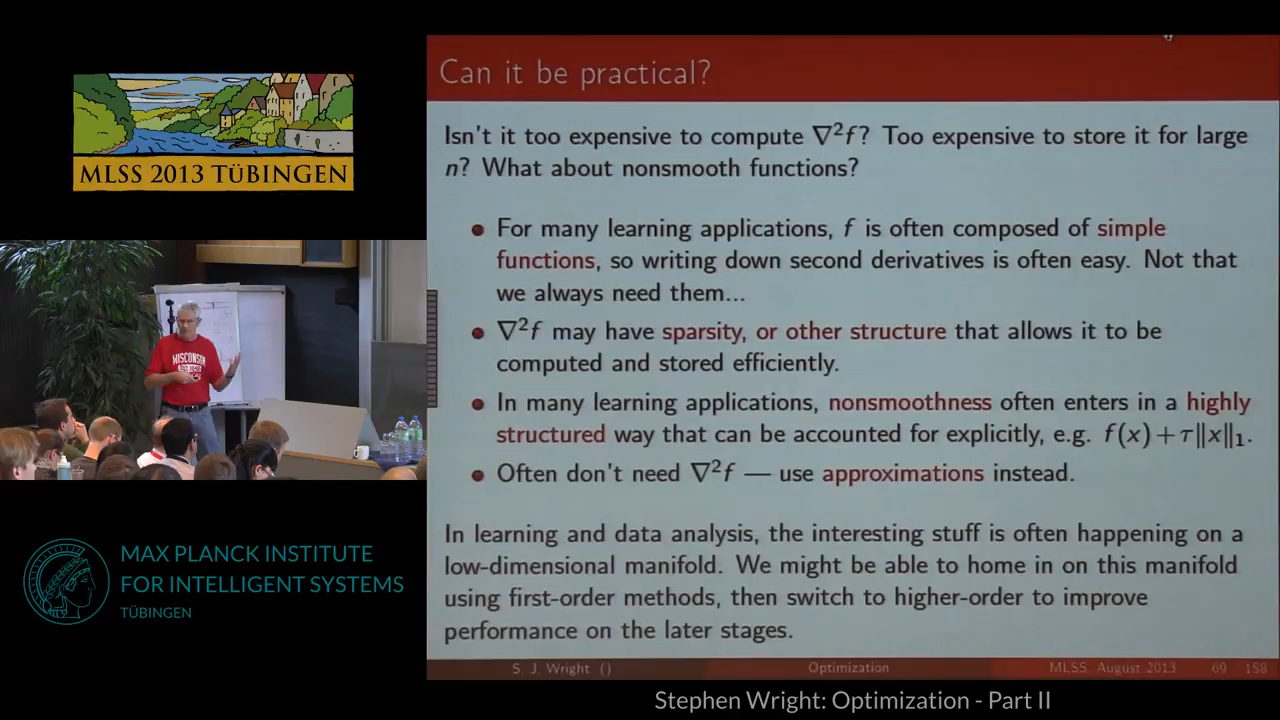 MLSS 2013 TÜBINGEN
WISCONSIN
MAX PLANCK INSTITUTE
FOR INTELLIGENT SYSTEMS
TÜBINGEN
Can it be practical?
Isn't it too expensive to compute ∇²f? Too expensive to store it for large
n? What about nonsmooth functions?
For many learning applications, f is often composed of simple
functions, so writing down second derivatives is often easy. Not that
we always need them...
∇²f may have sparsity, or other structure that allows it to be
computed and stored efficiently.
In many learning applications, nonsmoothness often enters in a highly
structured way that can be accounted for explicitly, e.g. f(x) + τ‖x‖₁.
Often don't need ∇²f — use approximations instead.
In learning and data analysis, the interesting stuff is often happening on a
low-dimensional manifold. We might be able to home in on this manifold
using first-order methods, then switch to higher-order to improve
performance on the later stages.
S. J. Wright () Optimization MLSS, August 2013 69 158
Stephen Wright: Optimization - Part II